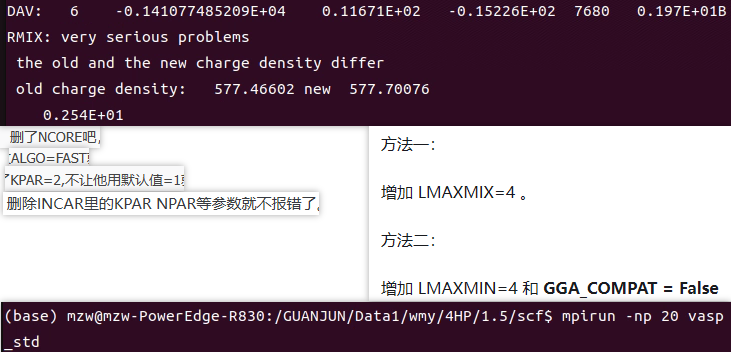 DAV:   6    -0.141077485209E+04    0.11671E+02   -0.15226E+02  7680   0.197E+01B
RMIX: very serious problems
the old and the new charge density differ
old charge density:   577.46602 new  577.70076
0.254E+01
删了NCORE吧,
ALGO=FAST
KPAR=2,不让他用默认值=1
删除INCAR里的KPAR NPAR等参数就不报错了。
方法一：
增加 LMAXMIX=4 。
方法二：
增加 LMAXMIN=4 和 GGA_COMPAT = False
(base) mzw@mzw-PowerEdge-R830:/GUANJUN/Data1/wmy/4HP/1.5/scf$ mpirun -np 20 vasp
_std